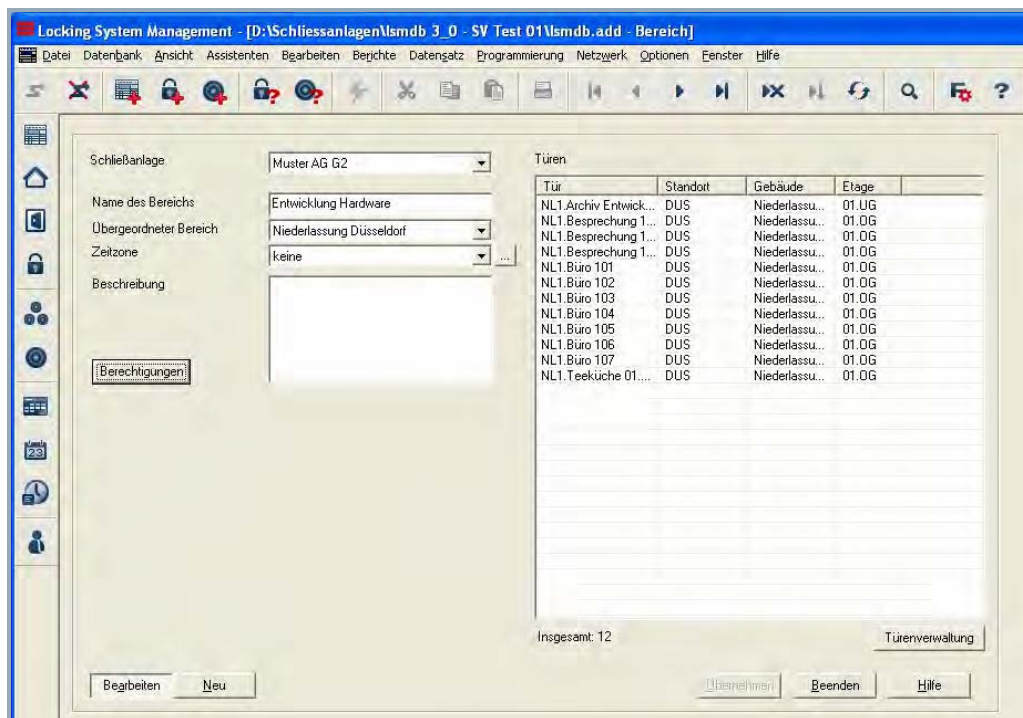 Locking System Management - [D:\Schliessanlagen\lsmdb 3_0 - SV Test 01\lsmdb.add - Bereich]
Datei Datenbank Ansicht Assistenten Bearbeiten Berichte Datensatz Programmierung Netzwerk Optionen Fenster Hilfe
Schließanlage
Muster AG G2
Name des Bereichs
Entwicklung Hardware
Übergeordneter Bereich
Niederlassung Düsseldorf
Zeitzone
keine
...
Beschreibung
Berechtigungen
Türen
Tür Standort Gebäude Etage
NL1.Archiv Entwick... DUS Niederlassu... 01.UG
NL1.Besprechung 1... DUS Niederlassu... 01.OG
NL1.Besprechung 1... DUS Niederlassu... 01.OG
NL1.Besprechung 1... DUS Niederlassu... 01.OG
NL1.Büro 101 DUS Niederlassu... 01.OG
NL1.Büro 102 DUS Niederlassu... 01.OG
NL1.Büro 103 DUS Niederlassu... 01.OG
NL1.Büro 104 DUS Niederlassu... 01.OG
NL1.Büro 105 DUS Niederlassu... 01.OG
NL1.Büro 106 DUS Niederlassu... 01.OG
NL1.Büro 107 DUS Niederlassu... 01.OG
NL1.Teeküche 01.... DUS Niederlassu... 01.OG
Insgesamt: 12
Türenverwaltung
Bearbeiten Neu Übernehmen Beenden Hilfe
23